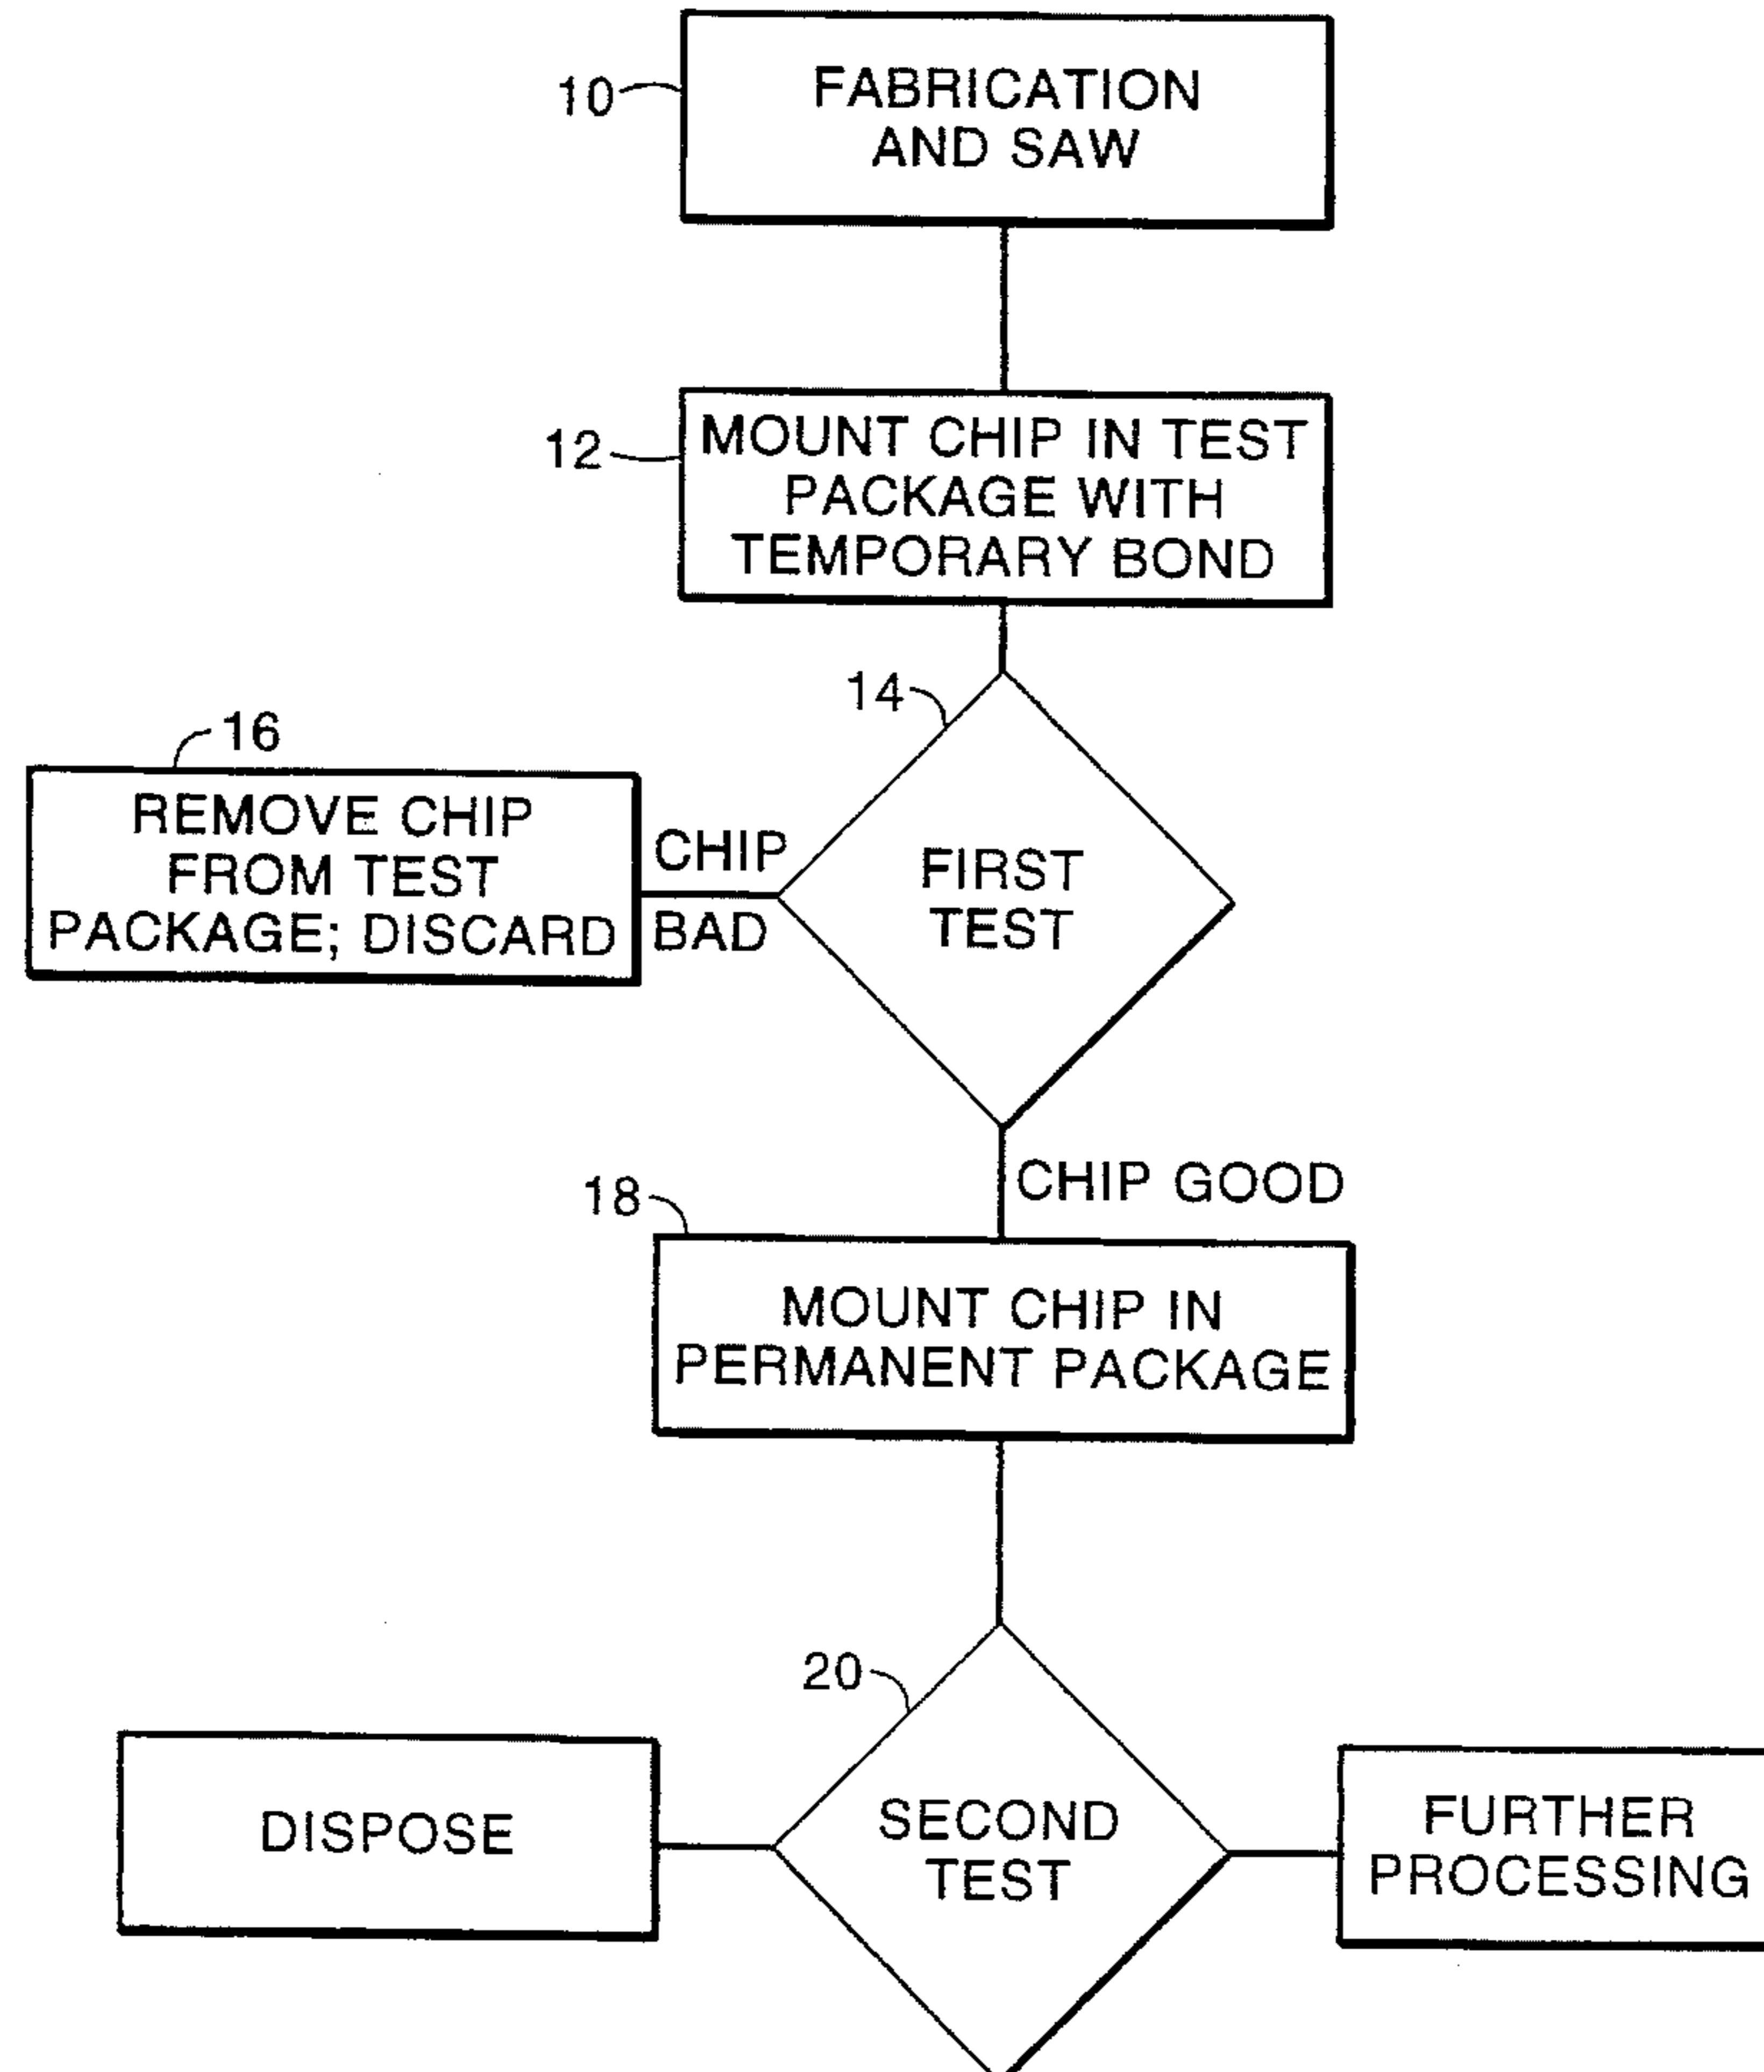 10
FABRICATION
AND SAW
12
MOUNT CHIP IN TEST
PACKAGE WITH
TEMPORARY BOND
14
16
REMOVE CHIP
FROM TEST
PACKAGE; DISCARD
CHIP
BAD
FIRST
TEST
CHIP GOOD
18
MOUNT CHIP IN
PERMANENT PACKAGE
20
DISPOSE
SECOND
TEST
FURTHER
PROCESSING